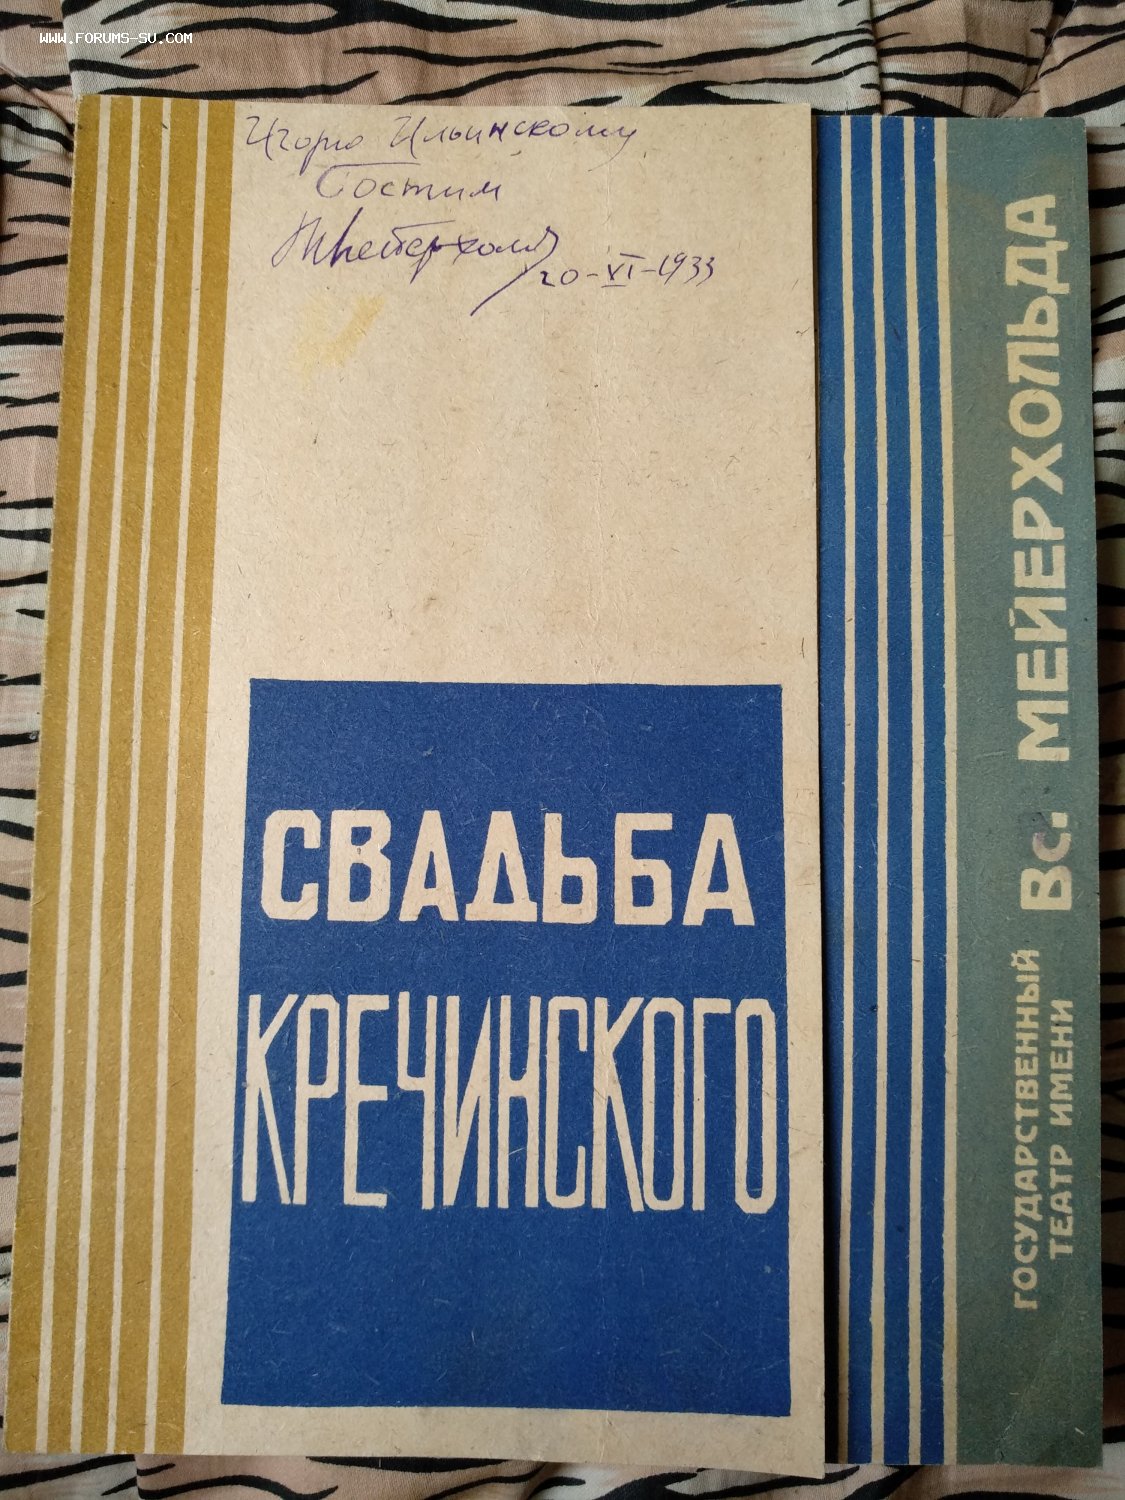 WWW.FORUMS-SU.COM
Игорю Ильинскому
Гостим
Мейерхольд
20-VI-1933
СВАДЬБА
КРЕЧИНСКОГО
ГОСУДАРСТВЕННЫЙ
ТЕАТР ИМЕНИ
Вс. МЕЙЕРХОЛЬДА